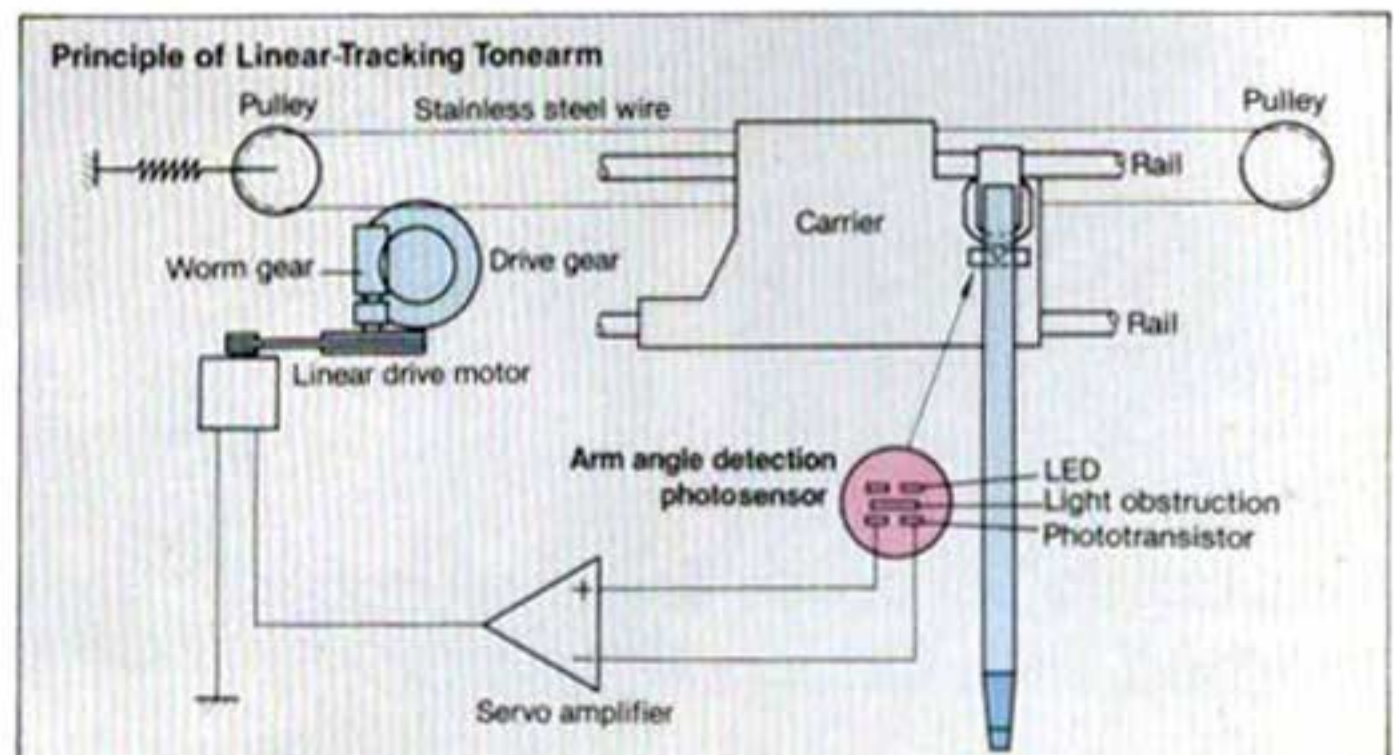 Principle of Linear-Tracking Tonearm
Pulley
Stainless steel wire
Pulley
Rail
Carrier
Worm gear
Drive gear
Rail
Linear drive motor
Arm angle detection
photosensor
LED
Light obstruction
Phototransistor
+
−
Servo amplifier